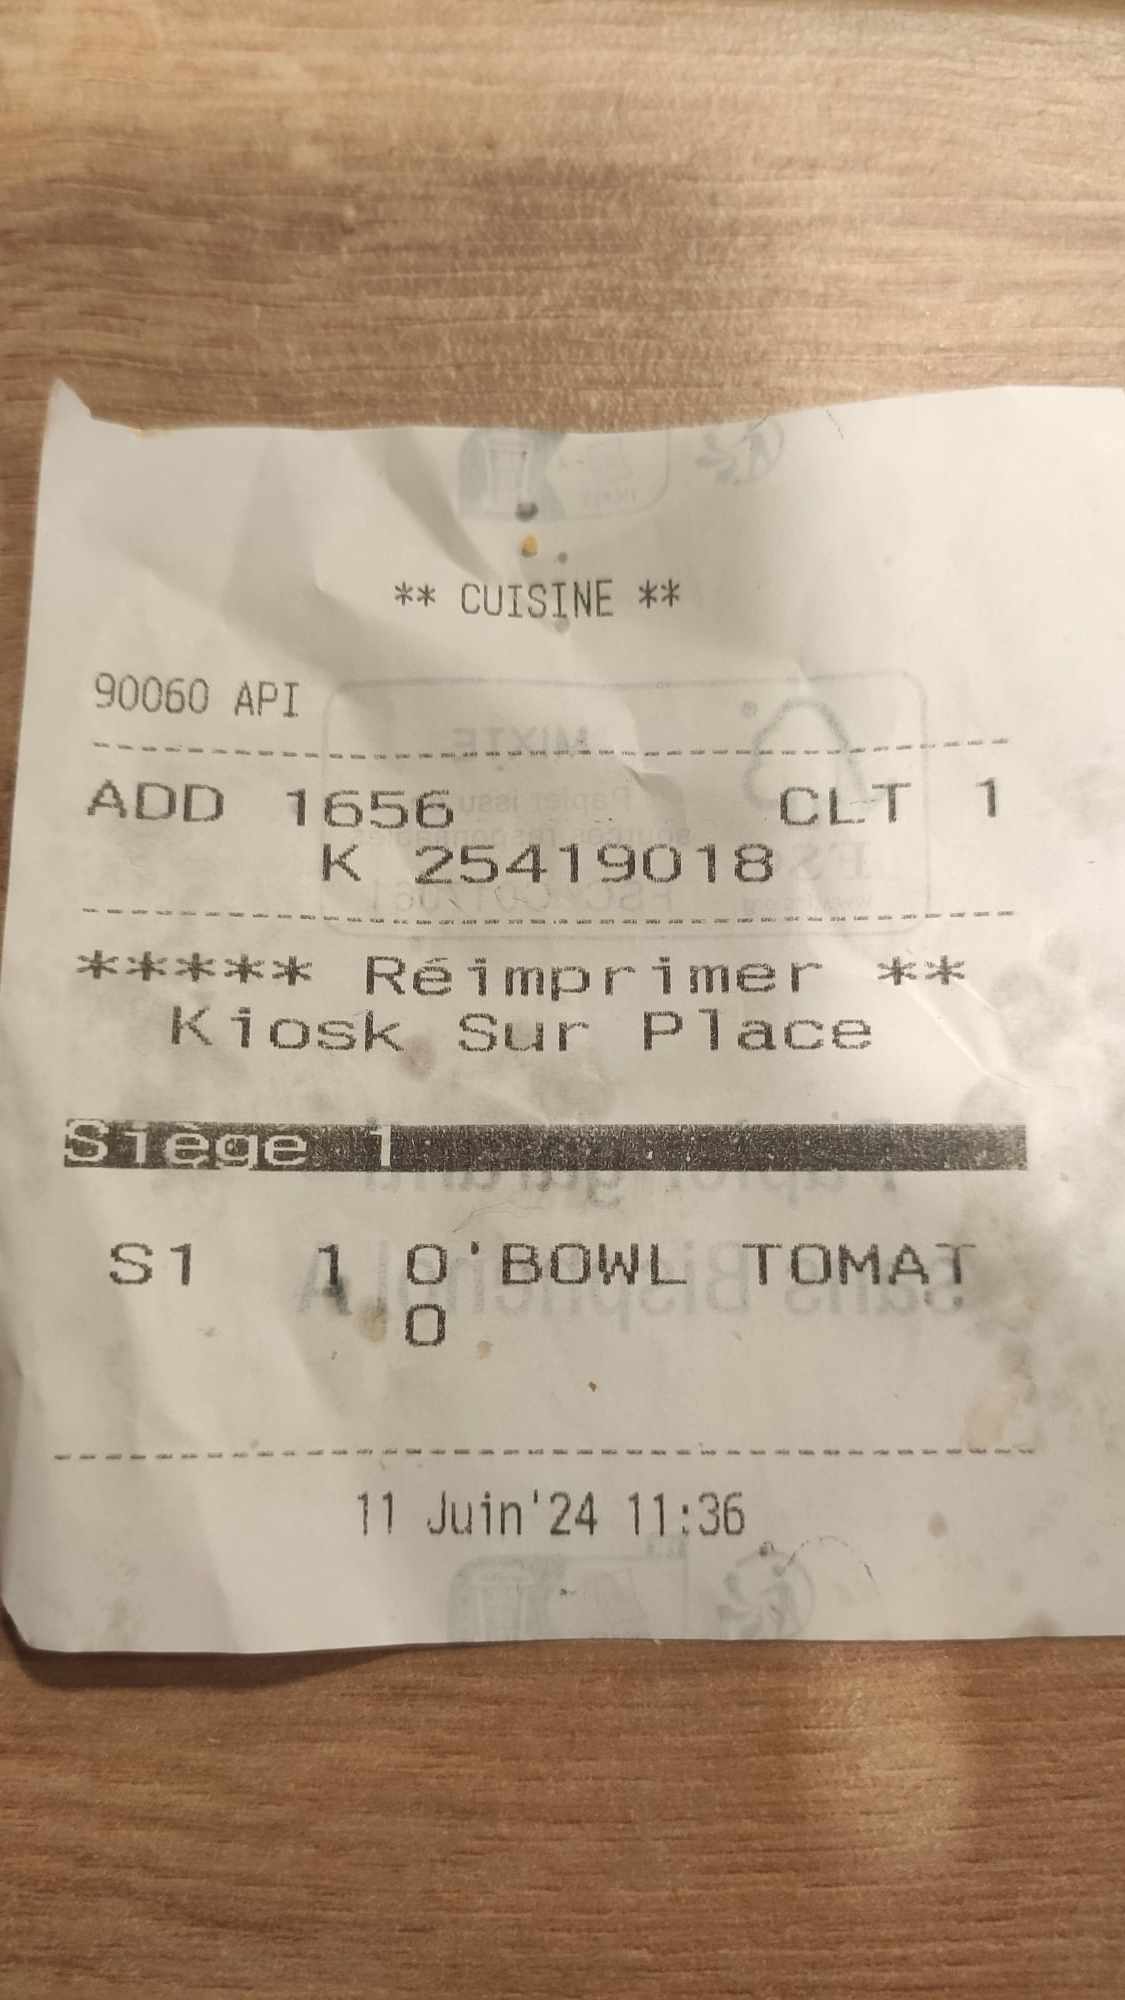 ** CUISINE **
90060 API
ADD 1656 CLT 1
K 25419018
***** Réimprimer **
Kiosk Sur Place
Siège 1
S1 1 O'BOWL TOMAT
O
11 Juin'24 11:36